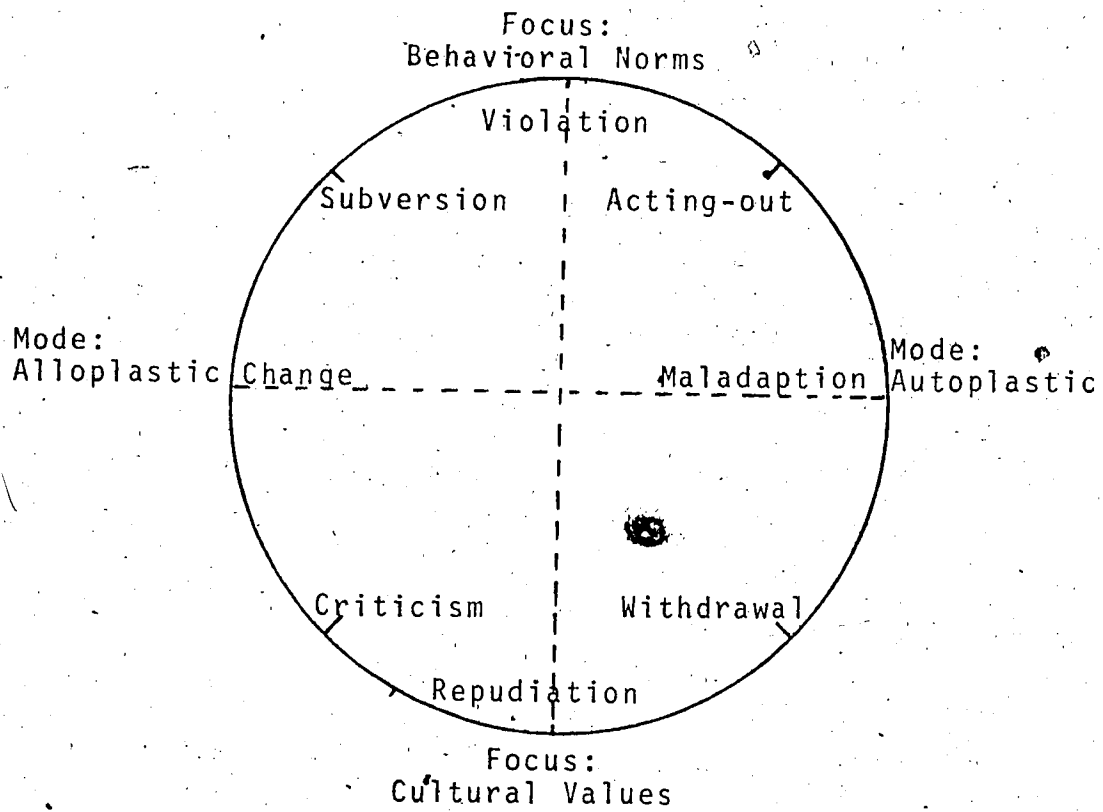 Focus:
Behavioral Norms
Violation
Subversion
Acting-out
Mode:
Alloplastic
Change
Maladaption
Mode:
Autoplastic
Criticism
Withdrawal
Repudiation
Focus:
Cultural Values